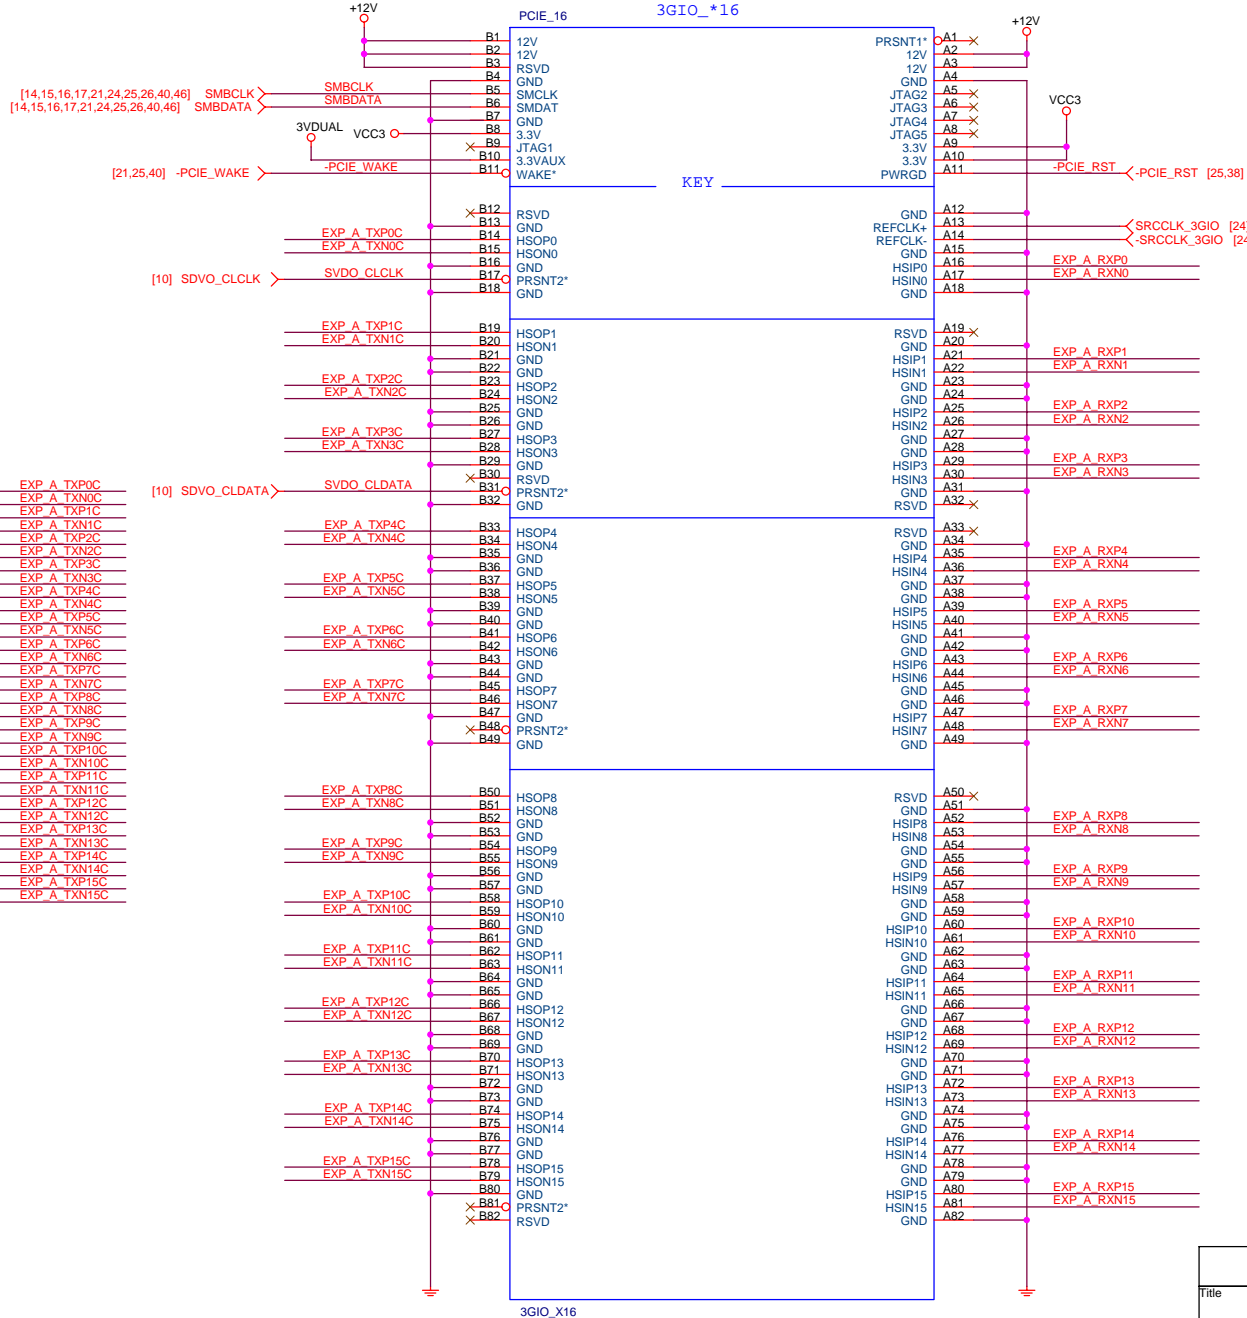 3GIO_*16
+12V
PCIE_16
+12V
B1 12V PRSNT1* A1
B2 12V 12V A2
B3 RSVD 12V A3
B4 GND GND A4
[14,15,16,17,21,24,25,26,40,46] SMBCLK SMBCLK B5 SMCLK JTAG2 A5
[14,15,16,17,21,24,25,26,40,46] SMBDATA SMBDATA B6 SMDAT JTAG3 A6
B7 GND JTAG4 A7
3VDUAL VCC3 B8 3.3V JTAG5 A8 VCC3
B9 JTAG1 3.3V A9
B10 3.3VAUX 3.3V A10
[21,25,40] -PCIE_WAKE -PCIE_WAKE B11 WAKE* PWRGD A11 -PCIE_RST -PCIE_RST [25,38]
KEY
B12 RSVD GND A12
B13 GND REFCLK+ A13 SRCCLK_3GIO [24]
EXP_A_TXP0C B14 HSOP0 REFCLK- A14 -SRCCLK_3GIO [24
EXP_A_TXN0C B15 HSON0 GND A15
B16 GND HSIP0 A16 EXP_A_RXP0
[10] SDVO_CLCLK SVDO_CLCLK B17 PRSNT2* HSIN0 A17 EXP_A_RXN0
B18 GND GND A18
EXP_A_TXP1C B19 HSOP1 RSVD A19
EXP_A_TXN1C B20 HSON1 GND A20
B21 GND HSIP1 A21 EXP_A_RXP1
B22 GND HSIN1 A22 EXP_A_RXN1
EXP_A_TXP2C B23 HSOP2 GND A23
EXP_A_TXN2C B24 HSON2 GND A24
B25 GND HSIP2 A25 EXP_A_RXP2
B26 GND HSIN2 A26 EXP_A_RXN2
EXP_A_TXP3C B27 HSOP3 GND A27
EXP_A_TXN3C B28 HSON3 GND A28
B29 GND HSIP3 A29 EXP_A_RXP3
B30 RSVD HSIN3 A30 EXP_A_RXN3
[10] SDVO_CLDATA SVDO_CLDATA B31 PRSNT2* GND A31
B32 GND RSVD A32
EXP_A_TXP4C B33 HSOP4 RSVD A33
EXP_A_TXN4C B34 HSON4 GND A34
B35 GND HSIP4 A35 EXP_A_RXP4
B36 GND HSIN4 A36 EXP_A_RXN4
EXP_A_TXP5C B37 HSOP5 GND A37
EXP_A_TXN5C B38 HSON5 GND A38
B39 GND HSIP5 A39 EXP_A_RXP5
B40 GND HSIN5 A40 EXP_A_RXN5
EXP_A_TXP6C B41 HSOP6 GND A41
EXP_A_TXN6C B42 HSON6 GND A42
B43 GND HSIP6 A43 EXP_A_RXP6
B44 GND HSIN6 A44 EXP_A_RXN6
EXP_A_TXP7C B45 HSOP7 GND A45
EXP_A_TXN7C B46 HSON7 GND A46
B47 GND HSIP7 A47 EXP_A_RXP7
B48 PRSNT2* HSIN7 A48 EXP_A_RXN7
B49 GND GND A49
EXP_A_TXP8C B50 HSOP8 RSVD A50
EXP_A_TXN8C B51 HSON8 GND A51
B52 GND HSIP8 A52 EXP_A_RXP8
B53 GND HSIN8 A53 EXP_A_RXN8
EXP_A_TXP9C B54 HSOP9 GND A54
EXP_A_TXN9C B55 HSON9 GND A55
B56 GND HSIP9 A56 EXP_A_RXP9
B57 GND HSIN9 A57 EXP_A_RXN9
EXP_A_TXP10C B58 HSOP10 GND A58
EXP_A_TXN10C B59 HSON10 GND A59
B60 GND HSIP10 A60 EXP_A_RXP10
B61 GND HSIN10 A61 EXP_A_RXN10
EXP_A_TXP11C B62 HSOP11 GND A62
EXP_A_TXN11C B63 HSON11 GND A63
B64 GND HSIP11 A64 EXP_A_RXP11
B65 GND HSIN11 A65 EXP_A_RXN11
EXP_A_TXP12C B66 HSOP12 GND A66
EXP_A_TXN12C B67 HSON12 GND A67
B68 GND HSIP12 A68 EXP_A_RXP12
B69 GND HSIN12 A69 EXP_A_RXN12
EXP_A_TXP13C B70 HSOP13 GND A70
EXP_A_TXN13C B71 HSON13 GND A71
B72 GND HSIP13 A72 EXP_A_RXP13
B73 GND HSIN13 A73 EXP_A_RXN13
EXP_A_TXP14C B74 HSOP14 GND A74
EXP_A_TXN14C B75 HSON14 GND A75
B76 GND HSIP14 A76 EXP_A_RXP14
B77 GND HSIN14 A77 EXP_A_RXN14
EXP_A_TXP15C B78 HSOP15 GND A78
EXP_A_TXN15C B79 HSON15 GND A79
B80 GND HSIP15 A80 EXP_A_RXP15
B81 PRSNT2* HSIN15 A81 EXP_A_RXN15
B82 RSVD GND A82
3GIO_X16
EXP_A_TXP0C
EXP_A_TXN0C
EXP_A_TXP1C
EXP_A_TXN1C
EXP_A_TXP2C
EXP_A_TXN2C
EXP_A_TXP3C
EXP_A_TXN3C
EXP_A_TXP4C
EXP_A_TXN4C
EXP_A_TXP5C
EXP_A_TXN5C
EXP_A_TXP6C
EXP_A_TXN6C
EXP_A_TXP7C
EXP_A_TXN7C
EXP_A_TXP8C
EXP_A_TXN8C
EXP_A_TXP9C
EXP_A_TXN9C
EXP_A_TXP10C
EXP_A_TXN10C
EXP_A_TXP11C
EXP_A_TXN11C
EXP_A_TXP12C
EXP_A_TXN12C
EXP_A_TXP13C
EXP_A_TXN13C
EXP_A_TXP14C
EXP_A_TXN14C
EXP_A_TXP15C
EXP_A_TXN15C
Title